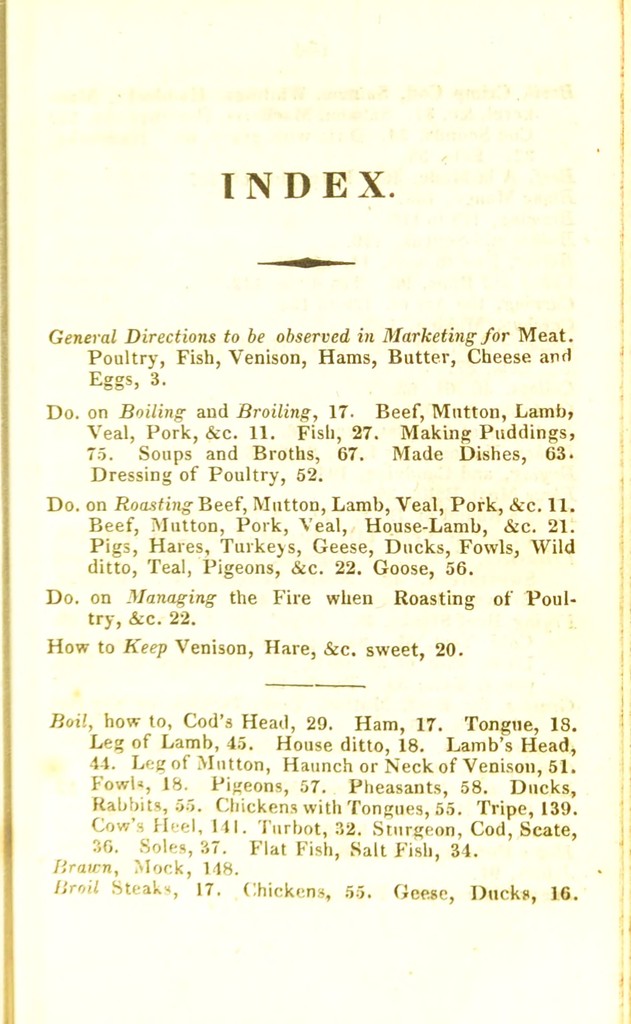 INDEX.
General Directions to be observed in Marketing for Meat.
Poultry, Fish, Venison, Hams, Butter, Cheese and
Eggs, 3.
Do. on Boiling and Broiling, 17. Beef, Mutton, Lamb,
Veal, Pork, &c. 11. Fish, 27. Making Puddings,
75. Soups and Broths, 67. Made Dishes, 63.
Dressing of Poultry, 52.
Do. on Roasting Beef, Mutton, Lamb, Veal, Pork, &c. 11.
Beef, Mutton, Pork, Veal, House-Lamb, &c. 21.
Pigs, Hares, Turkeys, Geese, Ducks, Fowls, Wild
ditto, Teal, Pigeons, &c. 22. Goose, 56.
Do. on Managing the Fire when Roasting of Poul-
try, &c. 22.
How to Keep Venison, Hare, &c. sweet, 20.
Boil, how to, Cod's Head, 29. Ham, 17. Tongue, 18.
Leg of Lamb, 45. House ditto, 18. Lamb's Head,
44. Leg of Mutton, Haunch or Neck of Venison, 51.
Fowls, 18. Pigeons, 57. Pheasants, 58. Ducks,
Rabbits, 55. Chickens with Tongues, 55. Tripe, 139.
Cow's Heel, 141. Turbot, 32. Sturgeon, Cod, Scate,
36. Soles, 37. Flat Fish, Salt Fish, 34.
Brawn, Mock, 148.
Broil Steaks, 17. Chickens, 55. Geese, Ducks, 16.